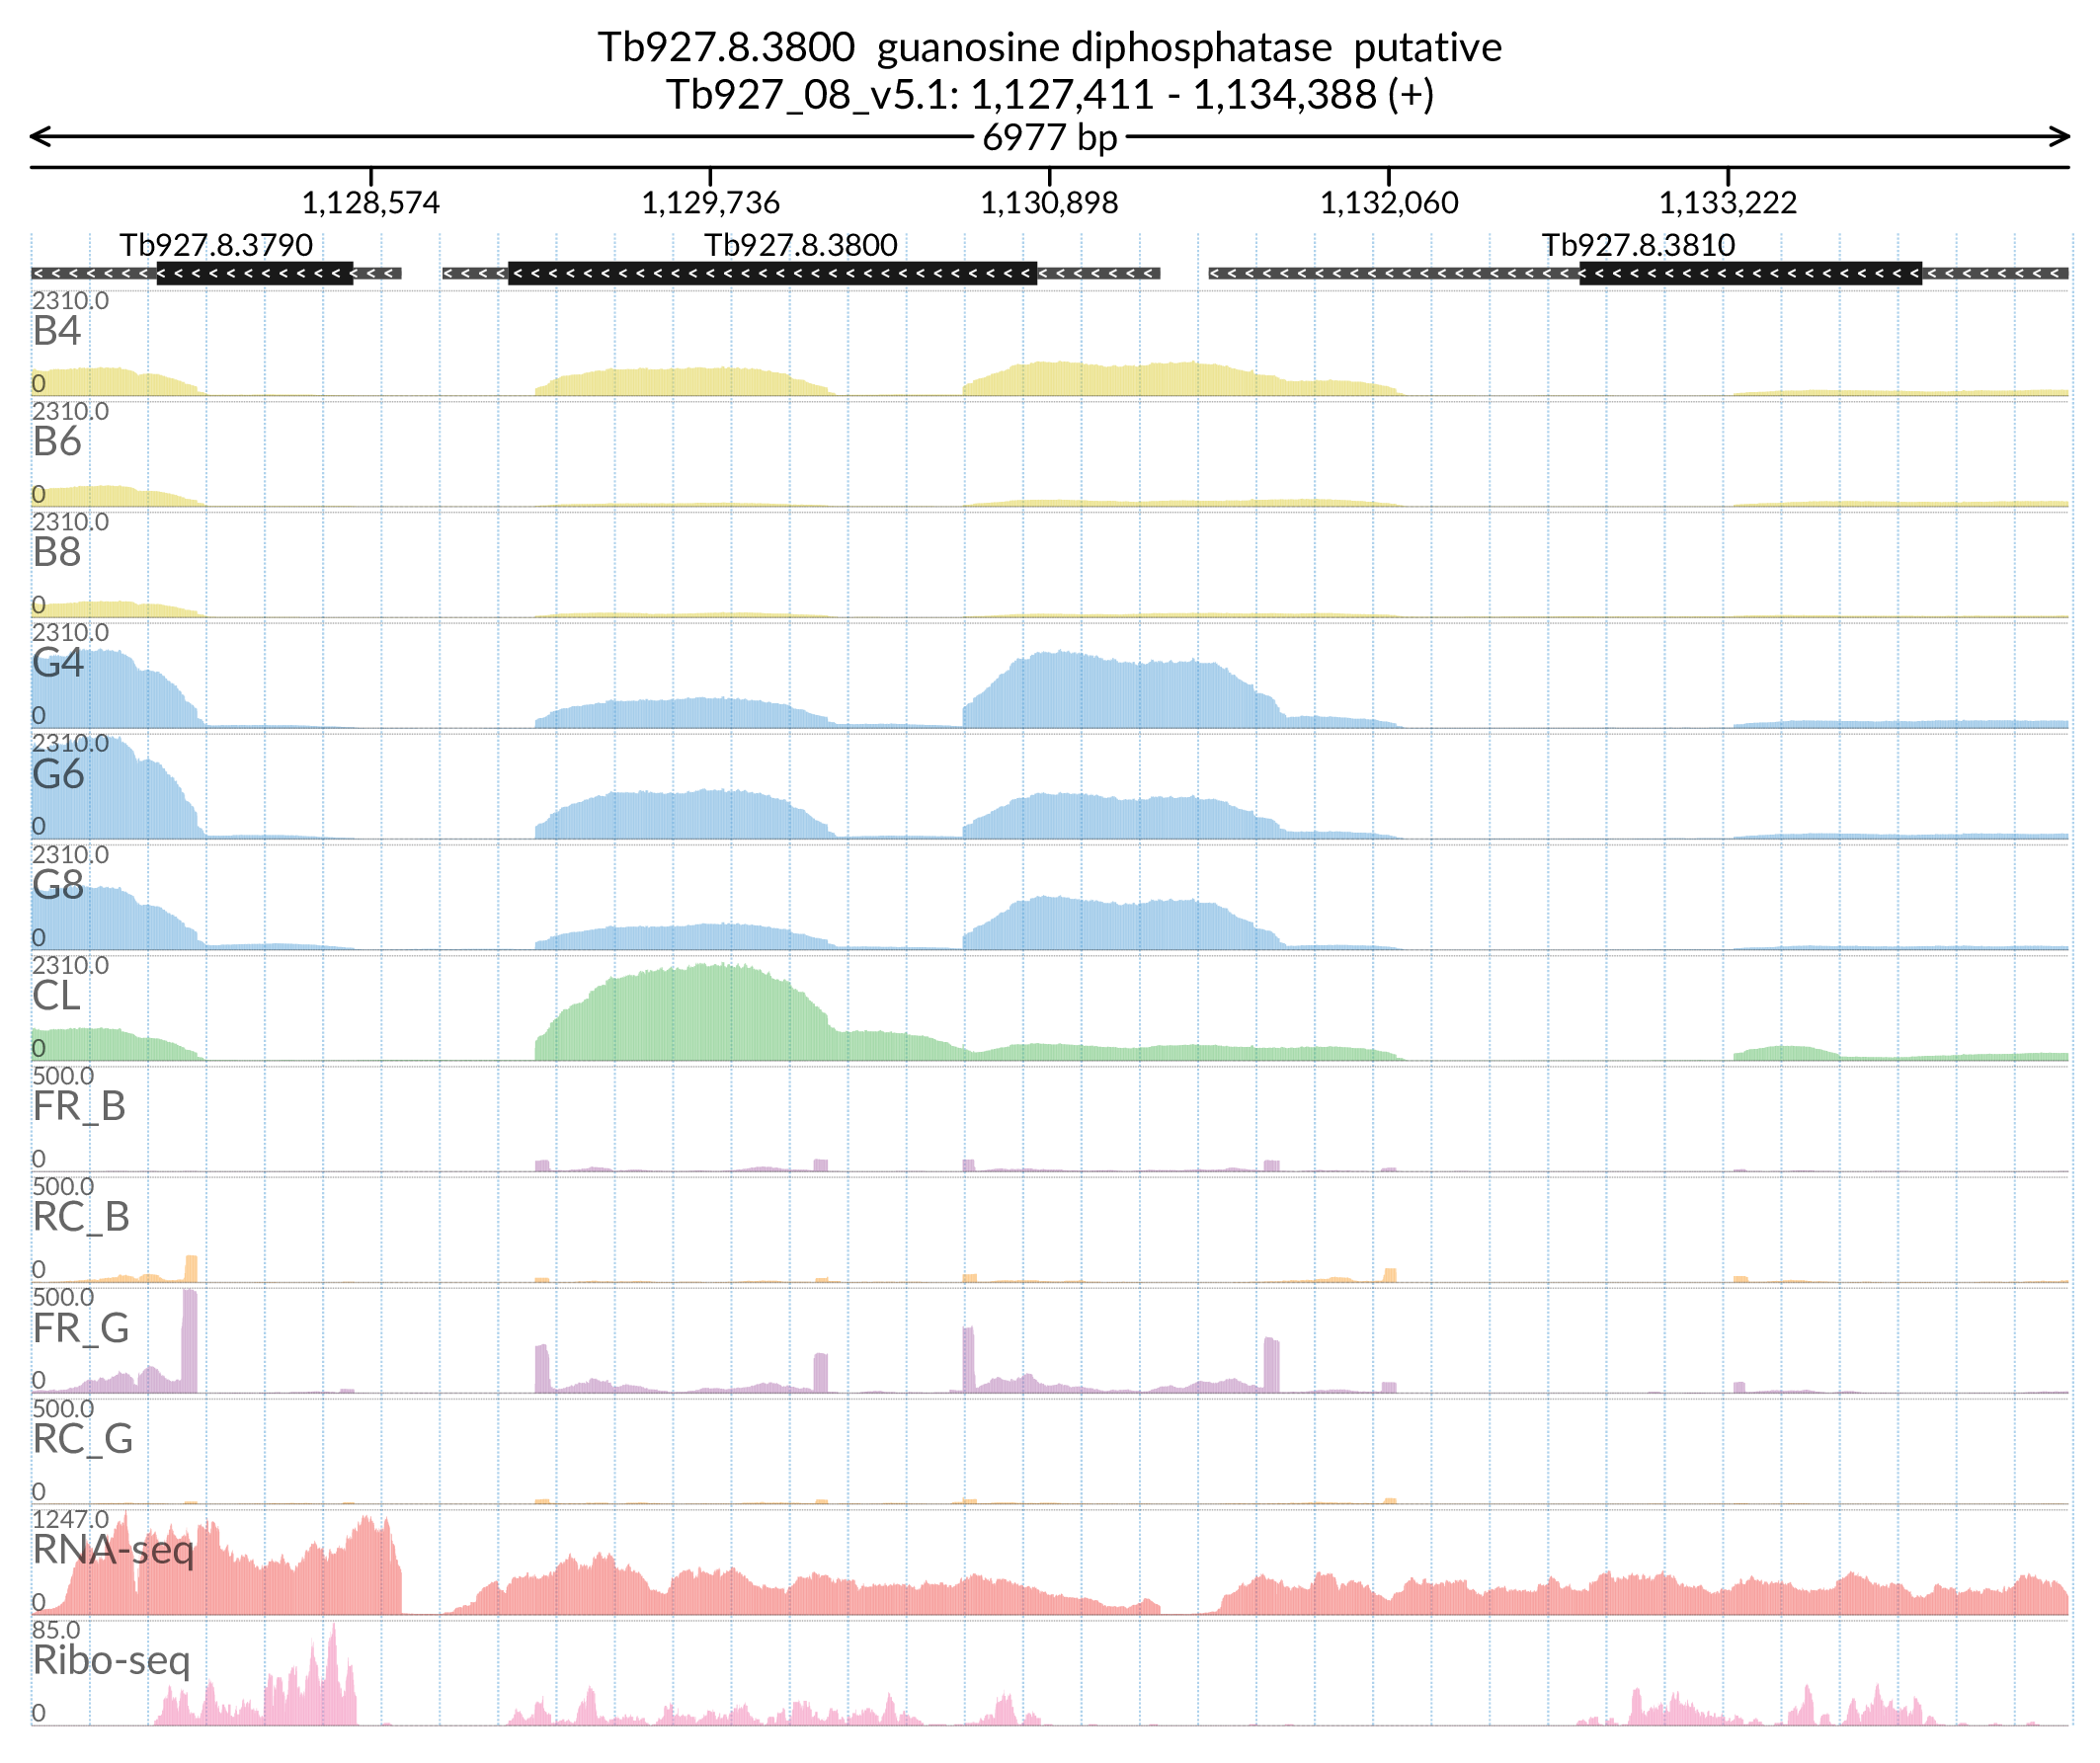 Tb927.8.3800 guanosine diphosphatase putative
Tb927_08_v5.1: 1,127,411 - 1,134,388 (+)
6977 bp
1,128,574 1,129,736 1,130,898 1,132,060 1,133,222
Tb927.8.3790 Tb927.8.3800 Tb927.8.3810
2310.0
B4
0
2310.0
B6
0
2310.0
B8
0
2310.0
G4
0
2310.0
G6
0
2310.0
G8
0
2310.0
CL
0
500.0
FR_B
0
500.0
RC_B
0
500.0
FR_G
0
500.0
RC_G
0
1247.0
RNA-seq
0
85.0
Ribo-seq
0